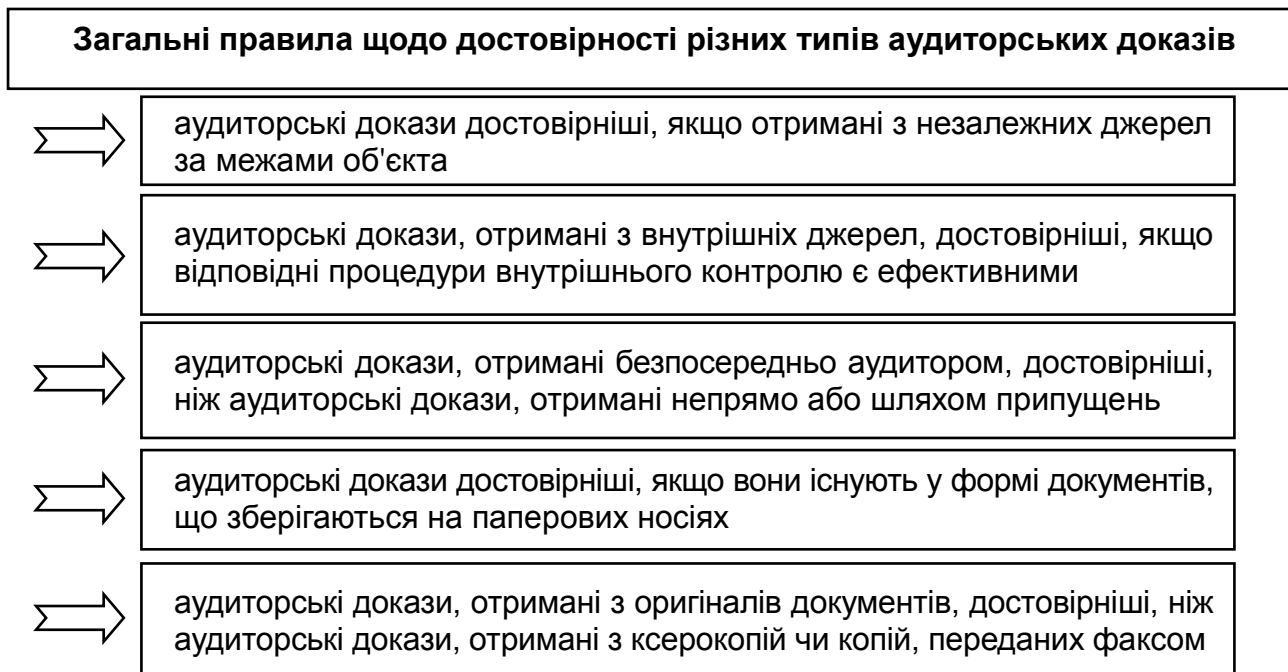 Загальні правила щодо достовірності різних типів аудиторських доказів
аудиторські докази достовірніші, якщо отримані з незалежних джерел
за межами об'єкта
аудиторські докази, отримані з внутрішніх джерел, достовірніші, якщо
відповідні процедури внутрішнього контролю є ефективними
аудиторські докази, отримані безпосередньо аудитором, достовірніші,
ніж аудиторські докази, отримані непрямо або шляхом припущень
аудиторські докази достовірніші, якщо вони існують у формі документів,
що зберігаються на паперових носіях
аудиторські докази, отримані з оригіналів документів, достовірніші, ніж
аудиторські докази, отримані з ксерокопій чи копій, переданих факсом